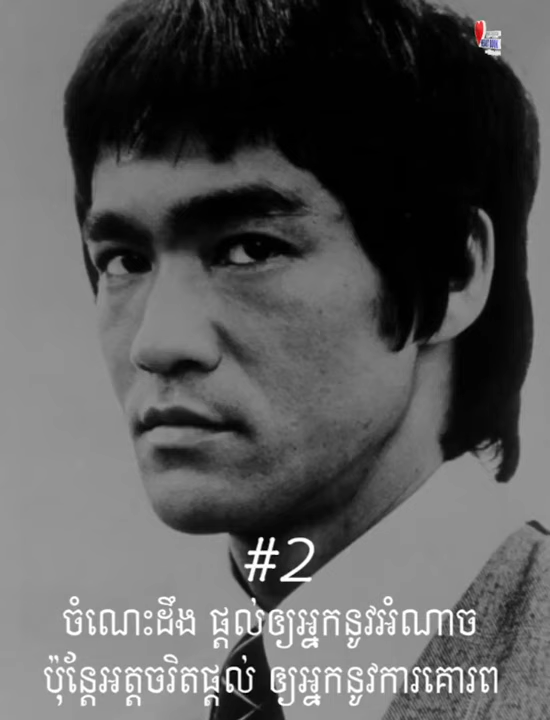 #2
ចំណេះដឹង ផ្តល់ឲ្យអ្នកនូវអំណាច
ប៉ុន្តែអត្តចរិតផ្តល់ ឲ្យអ្នកនូវការគោរព